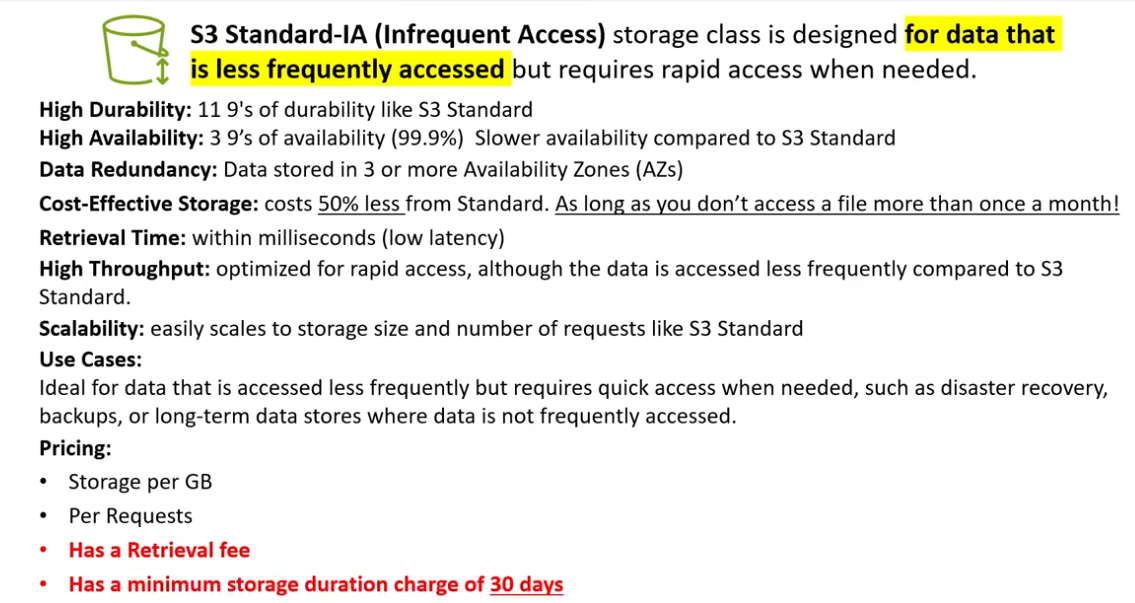 S3 Standard-IA (Infrequent Access) storage class is designed for data that
is less frequently accessed but requires rapid access when needed.
High Durability: 11 9's of durability like S3 Standard
High Availability: 3 9’s of availability (99.9%)  Slower availability compared to S3 Standard
Data Redundancy: Data stored in 3 or more Availability Zones (AZs)
Cost-Effective Storage: costs 50% less from Standard. As long as you don’t access a file more than once a month!
Retrieval Time: within milliseconds (low latency)
High Throughput: optimized for rapid access, although the data is accessed less frequently compared to S3
Standard.
Scalability: easily scales to storage size and number of requests like S3 Standard
Use Cases:
Ideal for data that is accessed less frequently but requires quick access when needed, such as disaster recovery,
backups, or long-term data stores where data is not frequently accessed.
Pricing:
• Storage per GB
• Per Requests
• Has a Retrieval fee
• Has a minimum storage duration charge of 30 days